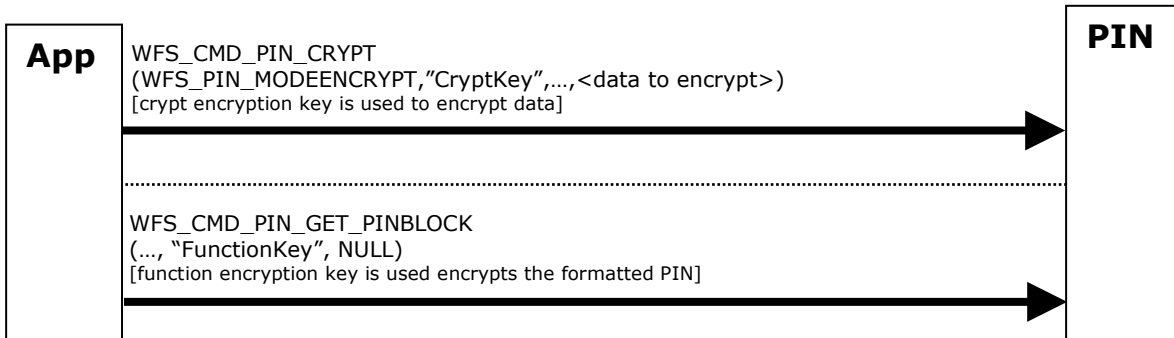 App
PIN
WFS_CMD_PIN_CRYPT
(WFS_PIN_MODEENCRYPT,”CryptKey”,…,<data to encrypt>)
[crypt encryption key is used to encrypt data]
WFS_CMD_PIN_GET_PINBLOCK
(…, “FunctionKey”, NULL)
[function encryption key is used encrypts the formatted PIN]